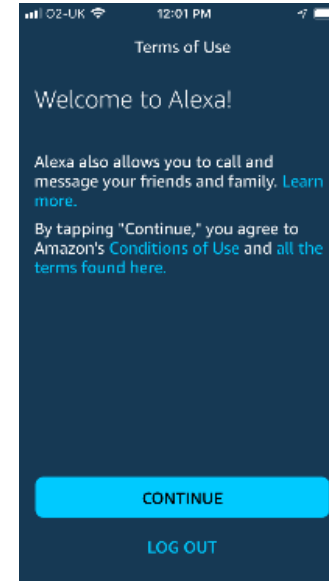 O2-UK 12:01 PM
Terms of Use
Welcome to Alexa!
Alexa also allows you to call and
message your friends and family. Learn
more.
By tapping "Continue," you agree to
Amazon's Conditions of Use and all the
terms found here.
CONTINUE
LOG OUT